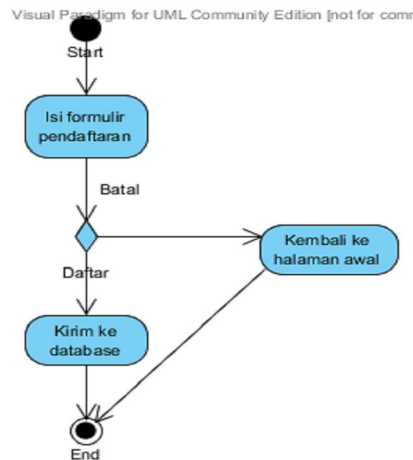 Visual Paradigm for UML Community Edition [not for comm
Start
Isi formulir
pendaftaran
Batal
Kembali ke
halaman awal
Daftar
Kirim ke
database
End